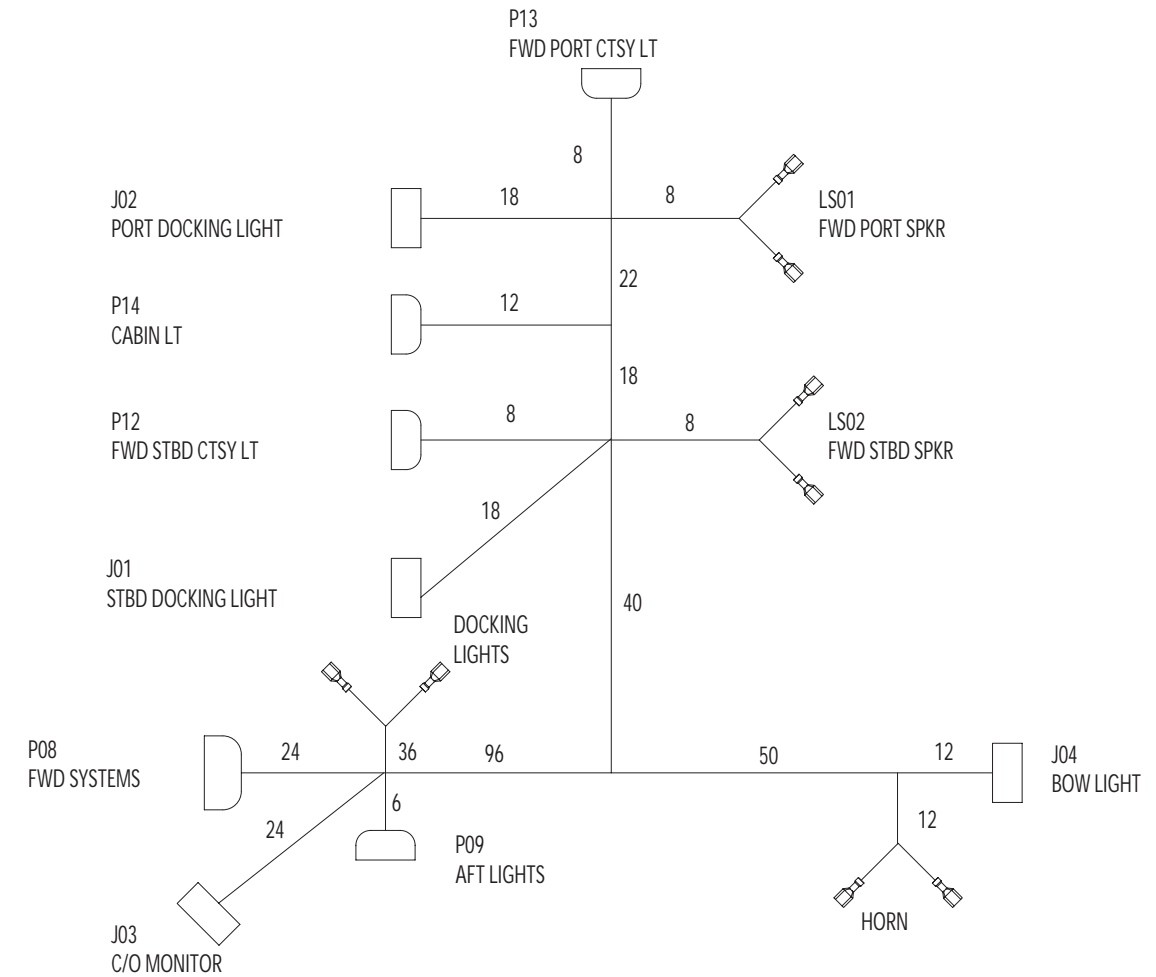 P13
FWD PORT CTSY LT
8
J02
PORT DOCKING LIGHT
18
8
LS01
FWD PORT SPKR
22
P14
CABIN LT
12
18
P12
FWD STBD CTSY LT
8
8
LS02
FWD STBD SPKR
18
J01
STBD DOCKING LIGHT
40
DOCKING
LIGHTS
P08
FWD SYSTEMS
24
36
96
50
12
J04
BOW LIGHT
6
24
12
P09
AFT LIGHTS
HORN
J03
C/O MONITOR